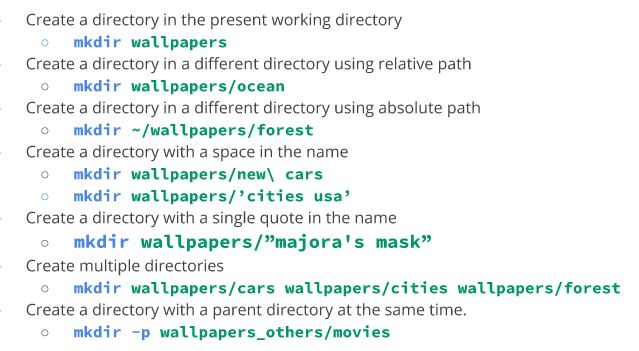 Create a directory in the present working directory
mkdir wallpapers
Create a directory in a different directory using relative path
mkdir wallpapers/ocean
Create a directory in a different directory using absolute path
mkdir ~/wallpapers/forest
Create a directory with a space in the name
mkdir wallpapers/new\ cars
mkdir wallpapers/’cities usa’
Create a directory with a single quote in the name
mkdir wallpapers/”majora's mask”
Create multiple directories
mkdir wallpapers/cars wallpapers/cities wallpapers/forest
Create a directory with a parent directory at the same time.
mkdir -p wallpapers_others/movies